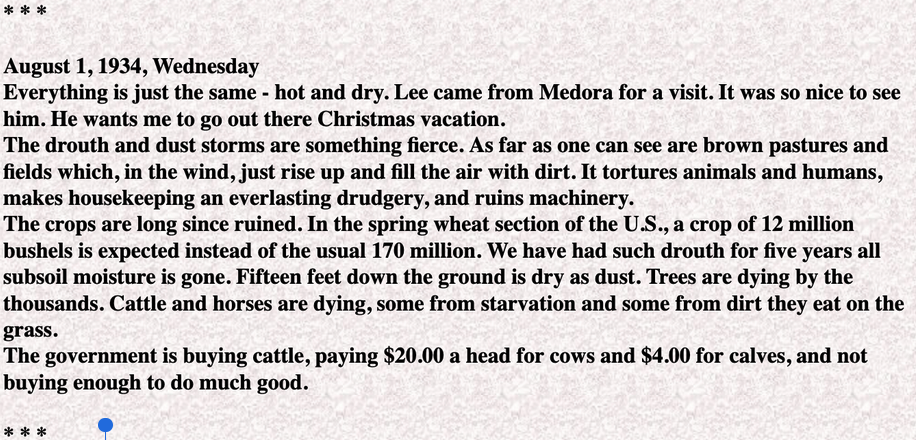 * * *
August 1, 1934, Wednesday
Everything is just the same - hot and dry. Lee came from Medora for a visit. It was so nice to see
him. He wants me to go out there Christmas vacation.
The drouth and dust storms are something fierce. As far as one can see are brown pastures and
fields which, in the wind, just rise up and fill the air with dirt. It tortures animals and humans,
makes housekeeping an everlasting drudgery, and ruins machinery.
The crops are long since ruined. In the spring wheat section of the U.S., a crop of 12 million
bushels is expected instead of the usual 170 million. We have had such drouth for five years all
subsoil moisture is gone. Fifteen feet down the ground is dry as dust. Trees are dying by the
thousands. Cattle and horses are dying, some from starvation and some from dirt they eat on the
grass.
The government is buying cattle, paying $20.00 a head for cows and $4.00 for calves, and not
buying enough to do much good.
* * *